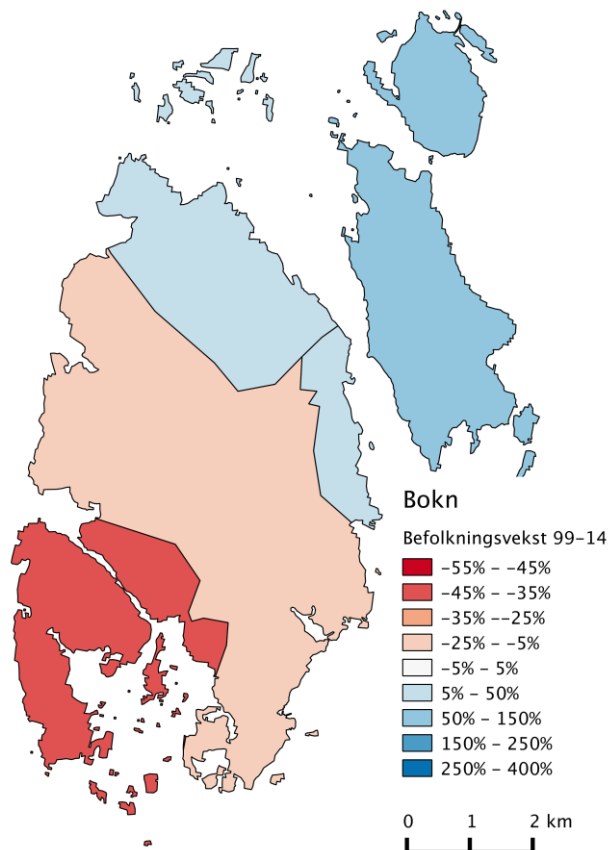 Bokn
Befolkningsvekst 99–14
-55% – -45%
-45% – -35%
-35% --25%
-25% – -5%
-5% – 5%
5% – 50%
50% – 150%
150% – 250%
250% – 400%
0 1 2 km